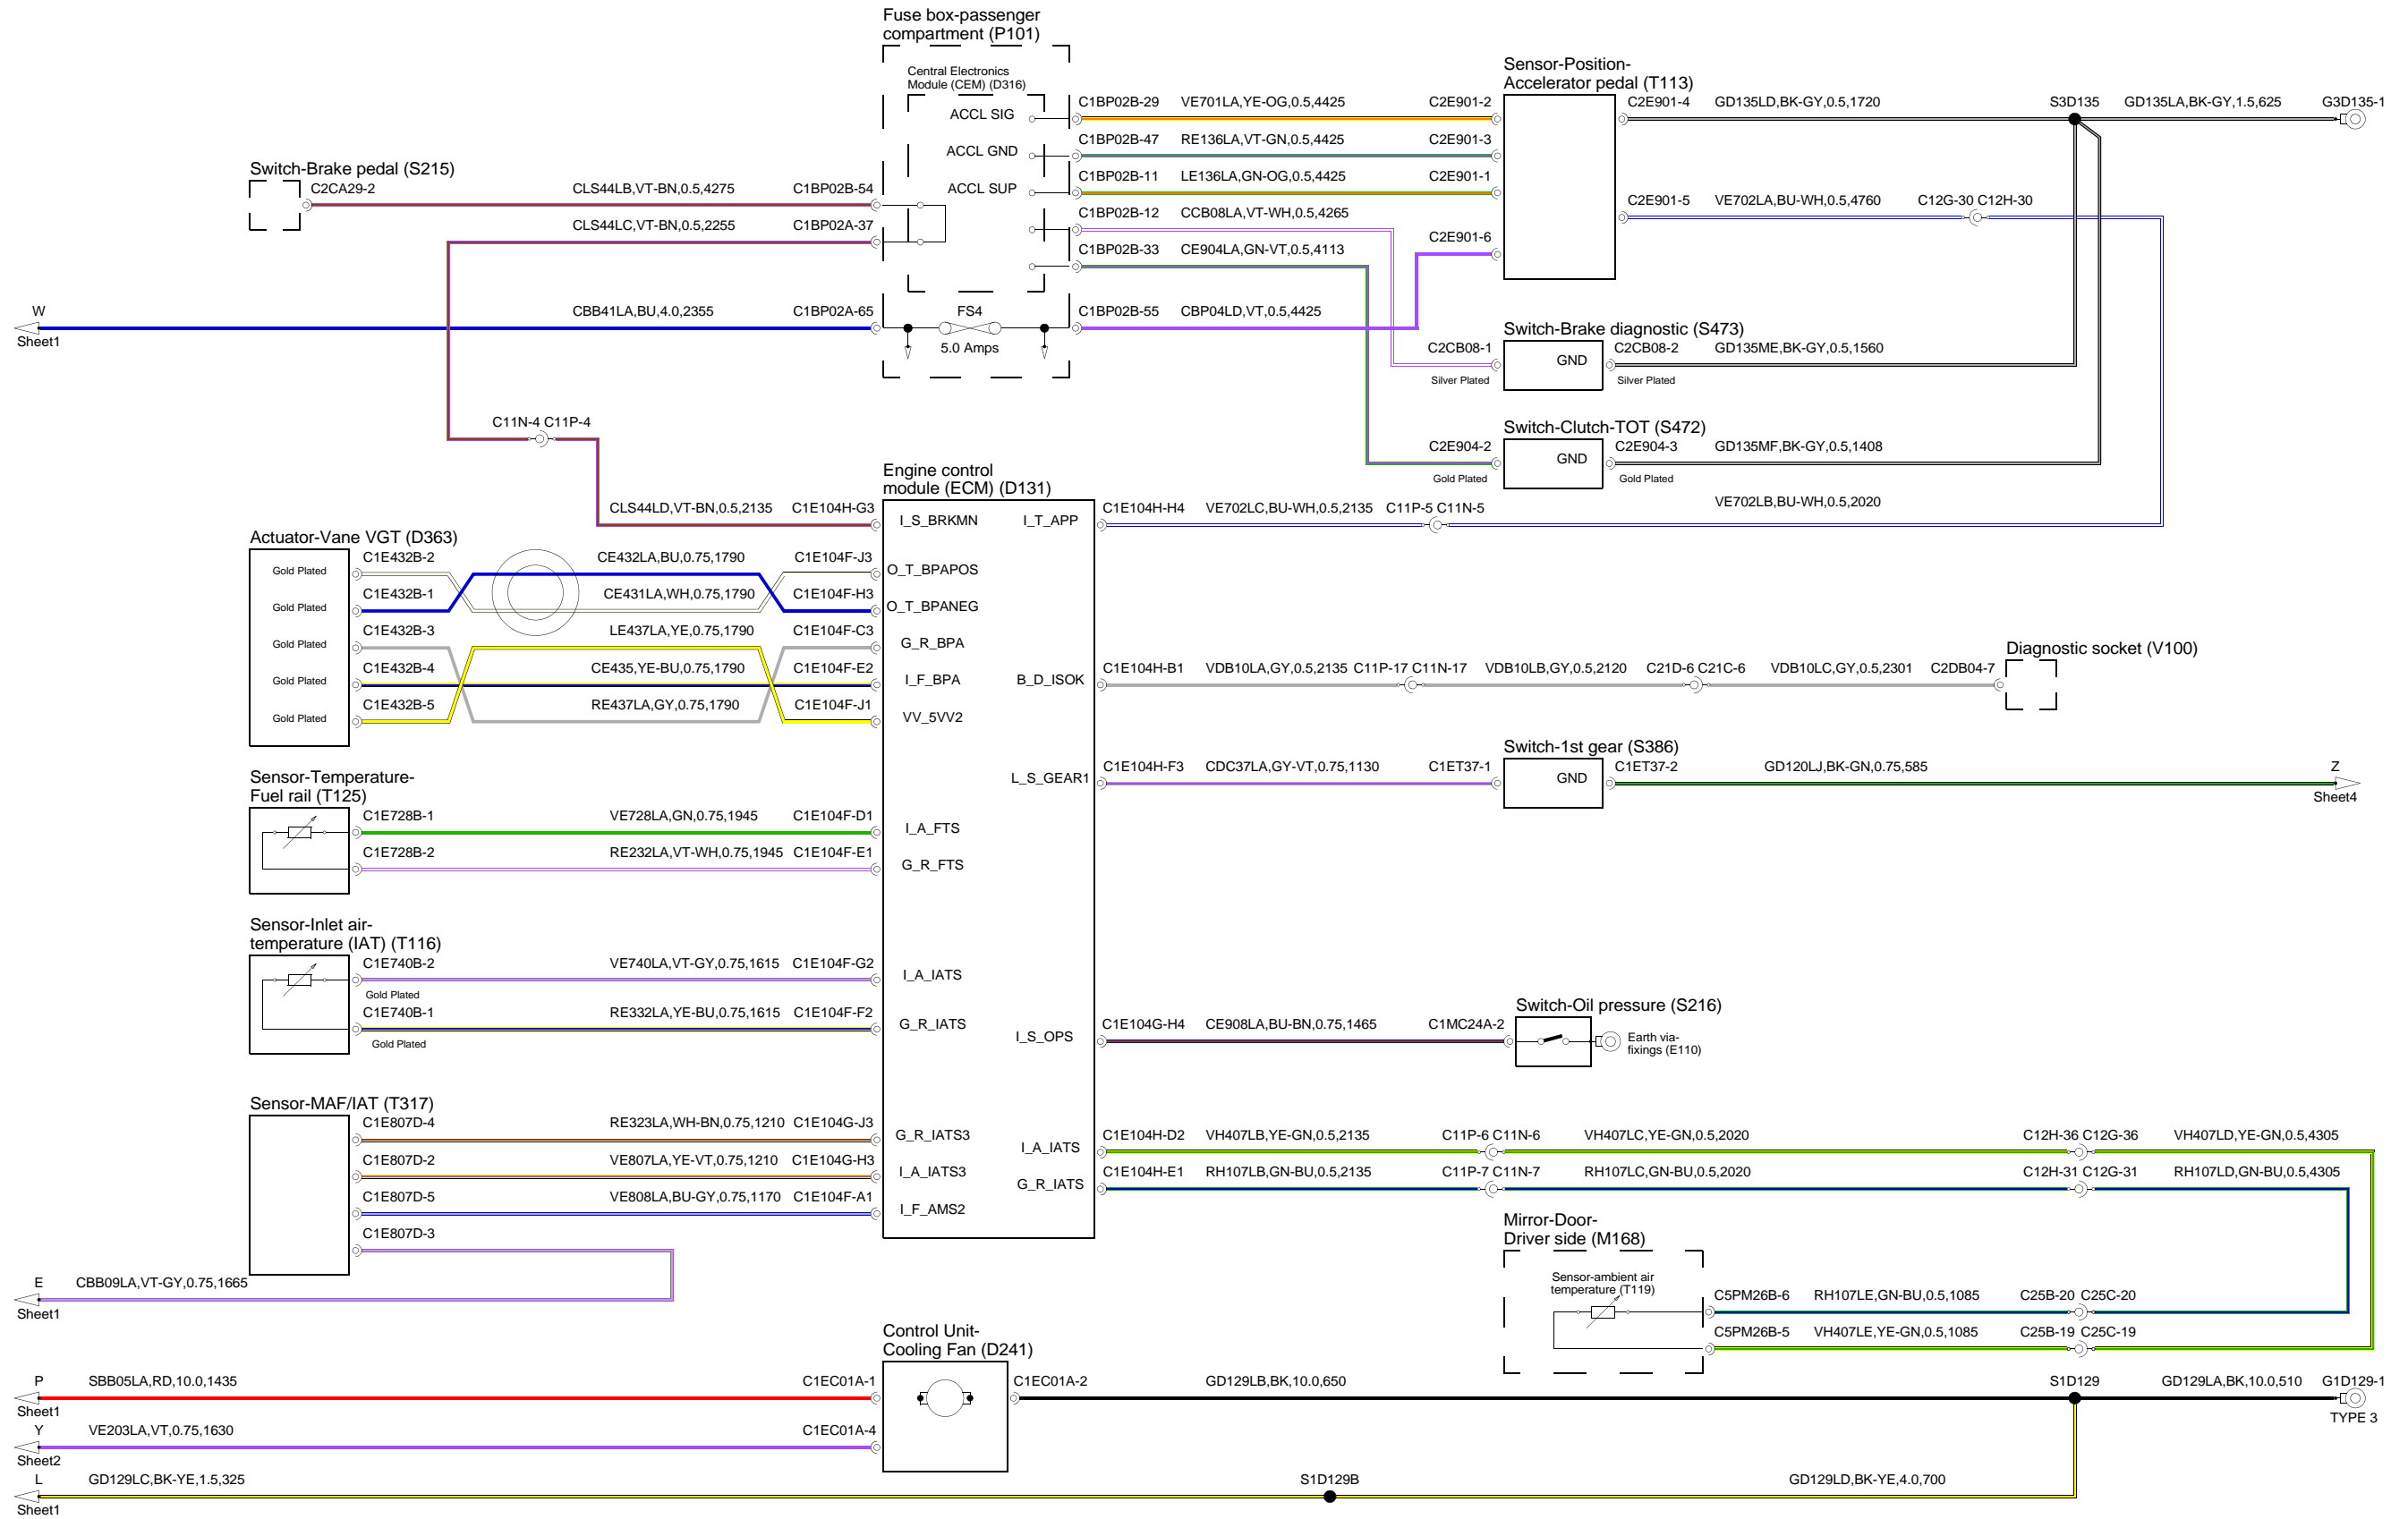 Fuse box-passenger
compartment (P101)
Central Electronics
Module (CEM) (D316)
ACCL SIG
ACCL GND
ACCL SUP
C1BP02B-29 VE701LA,YE-OG,0.5,4425 C2E901-2
C1BP02B-47 RE136LA,VT-GN,0.5,4425 C2E901-3
C1BP02B-11 LE136LA,GN-OG,0.5,4425 C2E901-1
C1BP02B-12 CCB08LA,VT-WH,0.5,4265
C1BP02B-33 CE904LA,GN-VT,0.5,4113
C2E901-6
FS4
5.0 Amps
C1BP02B-55 CBP04LD,VT,0.5,4425
Sensor-Position-
Accelerator pedal (T113)
C2E901-4 GD135LD,BK-GY,0.5,1720 S3D135 GD135LA,BK-GY,1.5,625 G3D135-1
C2E901-5 VE702LA,BU-WH,0.5,4760 C12G-30 C12H-30
Switch-Brake pedal (S215)
C2CA29-2 CLS44LB,VT-BN,0.5,4275 C1BP02B-54
CLS44LC,VT-BN,0.5,2255 C1BP02A-37
W
Sheet1
CBB41LA,BU,4.0,2355 C1BP02A-65
Switch-Brake diagnostic (S473)
C2CB08-1
Silver Plated
GND
C2CB08-2 GD135ME,BK-GY,0.5,1560
Silver Plated
C11N-4 C11P-4
Switch-Clutch-TOT (S472)
C2E904-2
Gold Plated
GND
C2E904-3 GD135MF,BK-GY,0.5,1408
Gold Plated
VE702LB,BU-WH,0.5,2020
Engine control
module (ECM) (D131)
CLS44LD,VT-BN,0.5,2135 C1E104H-G3
I_S_BRKMN I_T_APP
C1E104H-H4 VE702LC,BU-WH,0.5,2135 C11P-5 C11N-5
Actuator-Vane VGT (D363)
Gold Plated C1E432B-2 CE432LA,BU,0.75,1790 C1E104F-J3 O_T_BPAPOS
Gold Plated C1E432B-1 CE431LA,WH,0.75,1790 C1E104F-H3 O_T_BPANEG
Gold Plated C1E432B-3 LE437LA,YE,0.75,1790 C1E104F-C3 G_R_BPA
Gold Plated C1E432B-4 CE435,YE-BU,0.75,1790 C1E104F-E2 I_F_BPA
Gold Plated C1E432B-5 RE437LA,GY,0.75,1790 C1E104F-J1 VV_5VV2
Diagnostic socket (V100)
B_D_ISOK C1E104H-B1 VDB10LA,GY,0.5,2135 C11P-17 C11N-17 VDB10LB,GY,0.5,2120 C21D-6 C21C-6 VDB10LC,GY,0.5,2301 C2DB04-7
Switch-1st gear (S386)
L_S_GEAR1 C1E104H-F3 CDC37LA,GY-VT,0.75,1130 C1ET37-1 GND C1ET37-2 GD120LJ,BK-GN,0.75,585
Z
Sheet4
Sensor-Temperature-
Fuel rail (T125)
C1E728B-1 VE728LA,GN,0.75,1945 C1E104F-D1 I_A_FTS
C1E728B-2 RE232LA,VT-WH,0.75,1945 C1E104F-E1 G_R_FTS
Sensor-Inlet air-
temperature (IAT) (T116)
C1E740B-2 VE740LA,VT-GY,0.75,1615 C1E104F-G2 I_A_IATS
Gold Plated
C1E740B-1 RE332LA,YE-BU,0.75,1615 C1E104F-F2 G_R_IATS
Gold Plated
Switch-Oil pressure (S216)
I_S_OPS C1E104G-H4 CE908LA,BU-BN,0.75,1465 C1MC24A-2
Earth via-
fixings (E110)
Sensor-MAF/IAT (T317)
C1E807D-4 RE323LA,WH-BN,0.75,1210 C1E104G-J3 G_R_IATS3
C1E807D-2 VE807LA,YE-VT,0.75,1210 C1E104G-H3 I_A_IATS3
C1E807D-5 VE808LA,BU-GY,0.75,1170 C1E104F-A1 I_F_AMS2
C1E807D-3
I_A_IATS C1E104H-D2 VH407LB,YE-GN,0.5,2135 C11P-6 C11N-6 VH407LC,YE-GN,0.5,2020 C12H-36 C12G-36 VH407LD,YE-GN,0.5,4305
G_R_IATS C1E104H-E1 RH107LB,GN-BU,0.5,2135 C11P-7 C11N-7 RH107LC,GN-BU,0.5,2020 C12H-31 C12G-31 RH107LD,GN-BU,0.5,4305
E
Sheet1
CBB09LA,VT-GY,0.75,1665
Mirror-Door-
Driver side (M168)
Sensor-ambient air
temperature (T119)
C5PM26B-6 RH107LE,GN-BU,0.5,1085 C25B-20 C25C-20
C5PM26B-5 VH407LE,YE-GN,0.5,1085 C25B-19 C25C-19
Control Unit-
Cooling Fan (D241)
P
Sheet1
SBB05LA,RD,10.0,1435 C1EC01A-1
C1EC01A-2 GD129LB,BK,10.0,650 S1D129 GD129LA,BK,10.0,510 G1D129-1
TYPE 3
Y
Sheet2
VE203LA,VT,0.75,1630 C1EC01A-4
L
Sheet1
GD129LC,BK-YE,1.5,325 S1D129B GD129LD,BK-YE,4.0,700